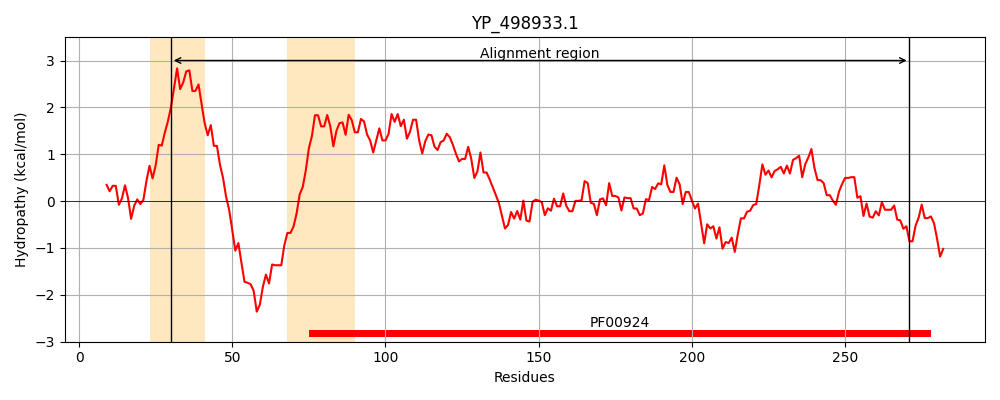 YP_498933.1
Alignment region
Hydropathy (kcal/mol)
3
2
1
0
−1
−2
−3
PF00924
0
50
100
150
200
250
Residues